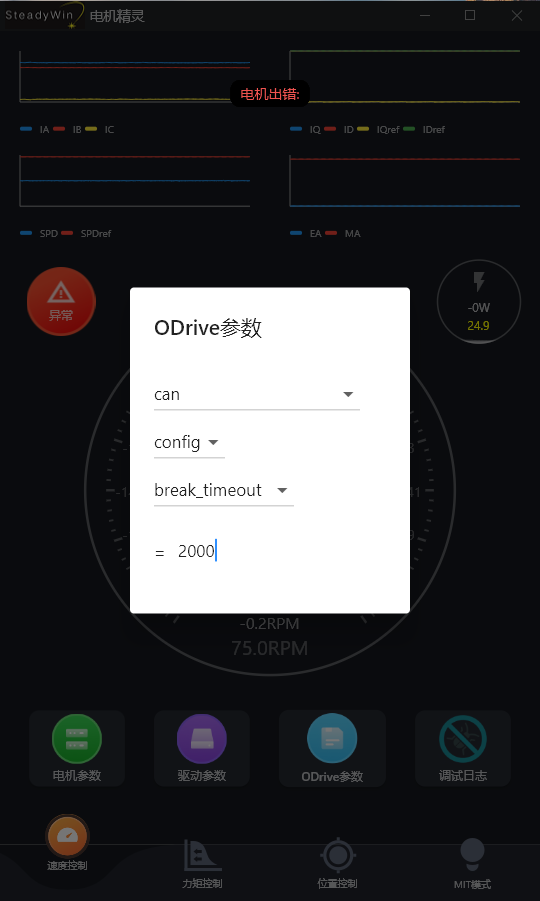 SteadyWin 电机精灵
电机出错:
IA IB IC
IQ ID IQref IDref
SPD SPDref
EA MA
异常
-0W
24.9
ODrive参数
can
config
break_timeout
= 2000
-0.2RPM
75.0RPM
电机参数
驱动参数
ODrive参数
调试日志
速度控制
力矩控制
位置控制
MIT模式